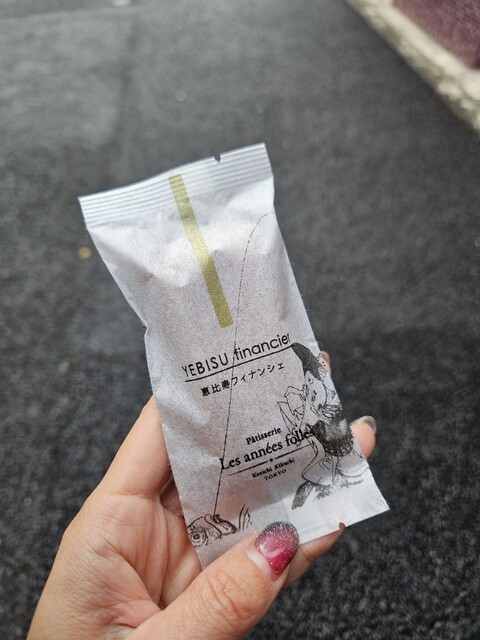 YEBISU financier
恵比寿フィナンシェ
Pâtisserie
Les années folles
Kenichi Kikuchi
TOKYO